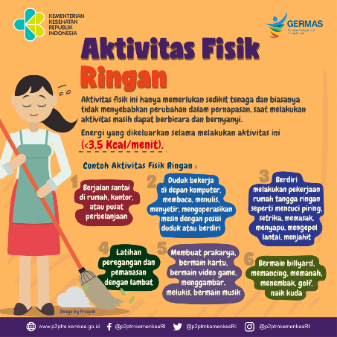 KEMENTERIAN
KESEHATAN
REPUBLIK
INDONESIA
GERMAS
Aktivitas Fisik
Ringan
Aktivitas fisik ini hanya memerlukan sedikit tenaga dan biasanya
tidak menyebabkan perubahan dalam pernapasan, saat melakukan
aktivitas masih dapat berbicara dan bernyanyi.
Energi yang dikeluarkan selama melakukan aktivitas ini
(<3,5 Kcal/menit).
Contoh Aktivitas Fisik Ringan :
1
Berjalan santai
di rumah, kantor,
atau pusat
perbelanjaan
2
Duduk bekerja
di depan komputer,
membaca, menulis,
menyetir, mengoperasikan
mesin dengan posisi
duduk atau berdiri
3
Berdiri
melakukan pekerjaan
rumah tangga ringan
seperti mencuci piring,
setrika, memasak,
menyapu, mengepel
lantai, menjahit
4
Latihan
peregangan dan
pemanasan
dengan lambat
5
Membuat prakarya,
bermain kartu,
bermain video game,
menggambar,
melukis, bermain musik
6
Bermain billyard,
memancing, memanah,
menembak, golf,
naik kuda
Image by Freepik
www.p2ptm.kemkes.go.id
@p2ptmkemenkesRI
@p2ptmkemenkesRI
@p2ptmkemenkesRI